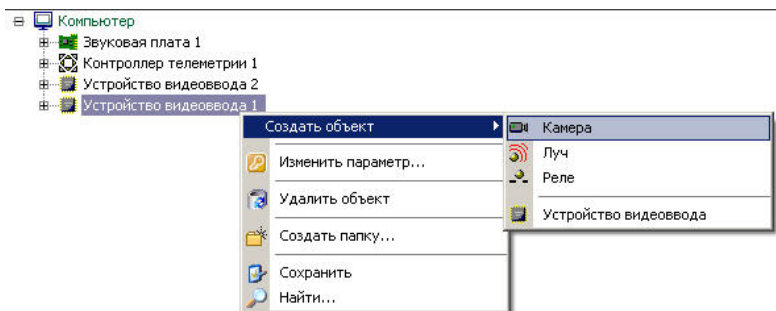 Компьютер
Звуковая плата 1
Контроллер телеметрии 1
Устройство видеоввода 2
Устройство видеоввода 1
Создать объект
Изменить параметр...
Удалить объект
Создать папку...
Сохранить
Найти...
Камера
Луч
Реле
Устройство видеоввода